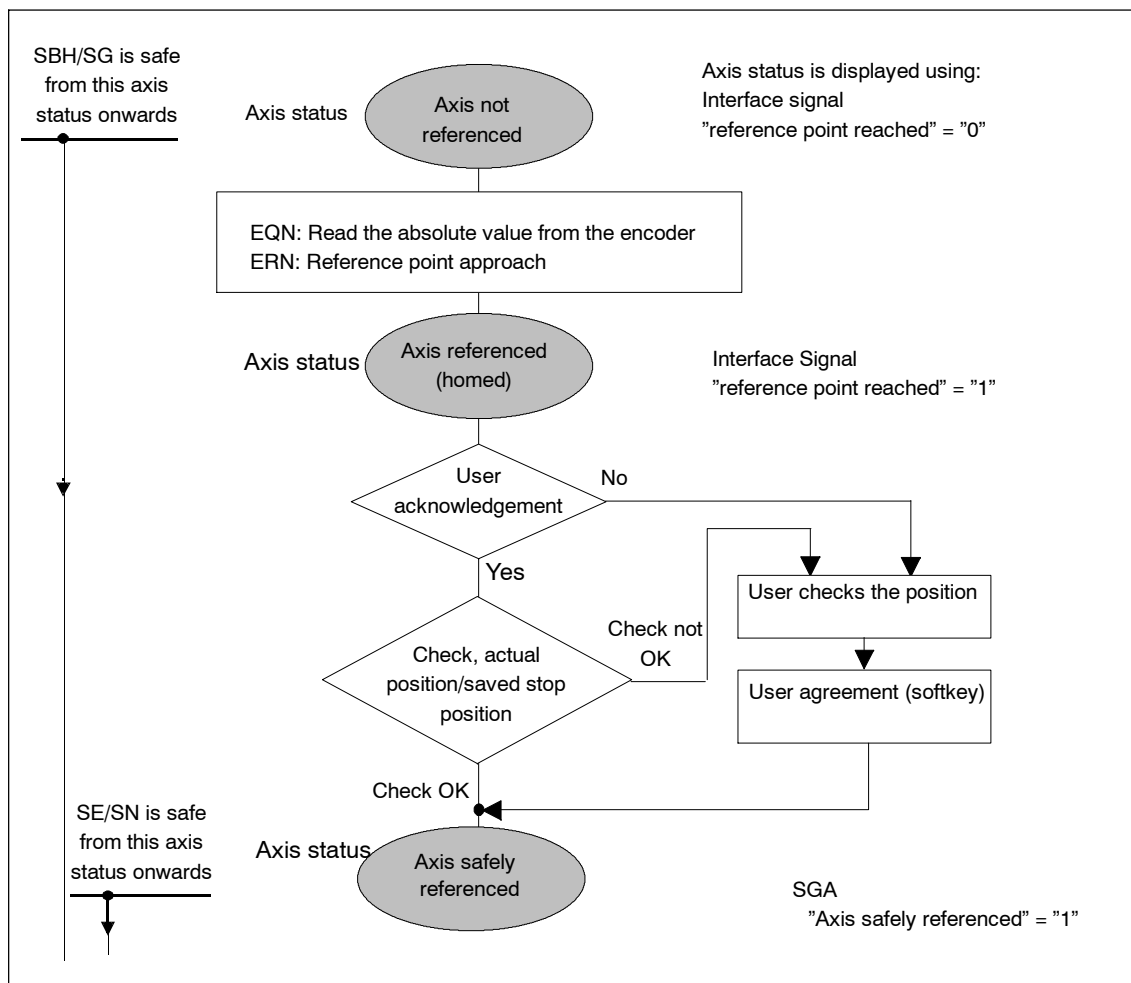 SBH/SG is safe
from this axis
status onwards
Axis status
Axis not
referenced
Axis status is displayed using:
Interface signal
”reference point reached” = ”0”
EQN: Read the absolute value from the encoder
ERN: Reference point approach
Axis status
Axis referenced
(homed)
Interface Signal
”reference point reached” = ”1”
User
acknowledgement
No
Yes
User checks the position
Check not
OK
Check, actual
position/saved stop
position
User agreement (softkey)
Check OK
SE/SN is safe
from this axis
status onwards
Axis status
Axis safely
referenced
SGA
”Axis safely referenced” = ”1”